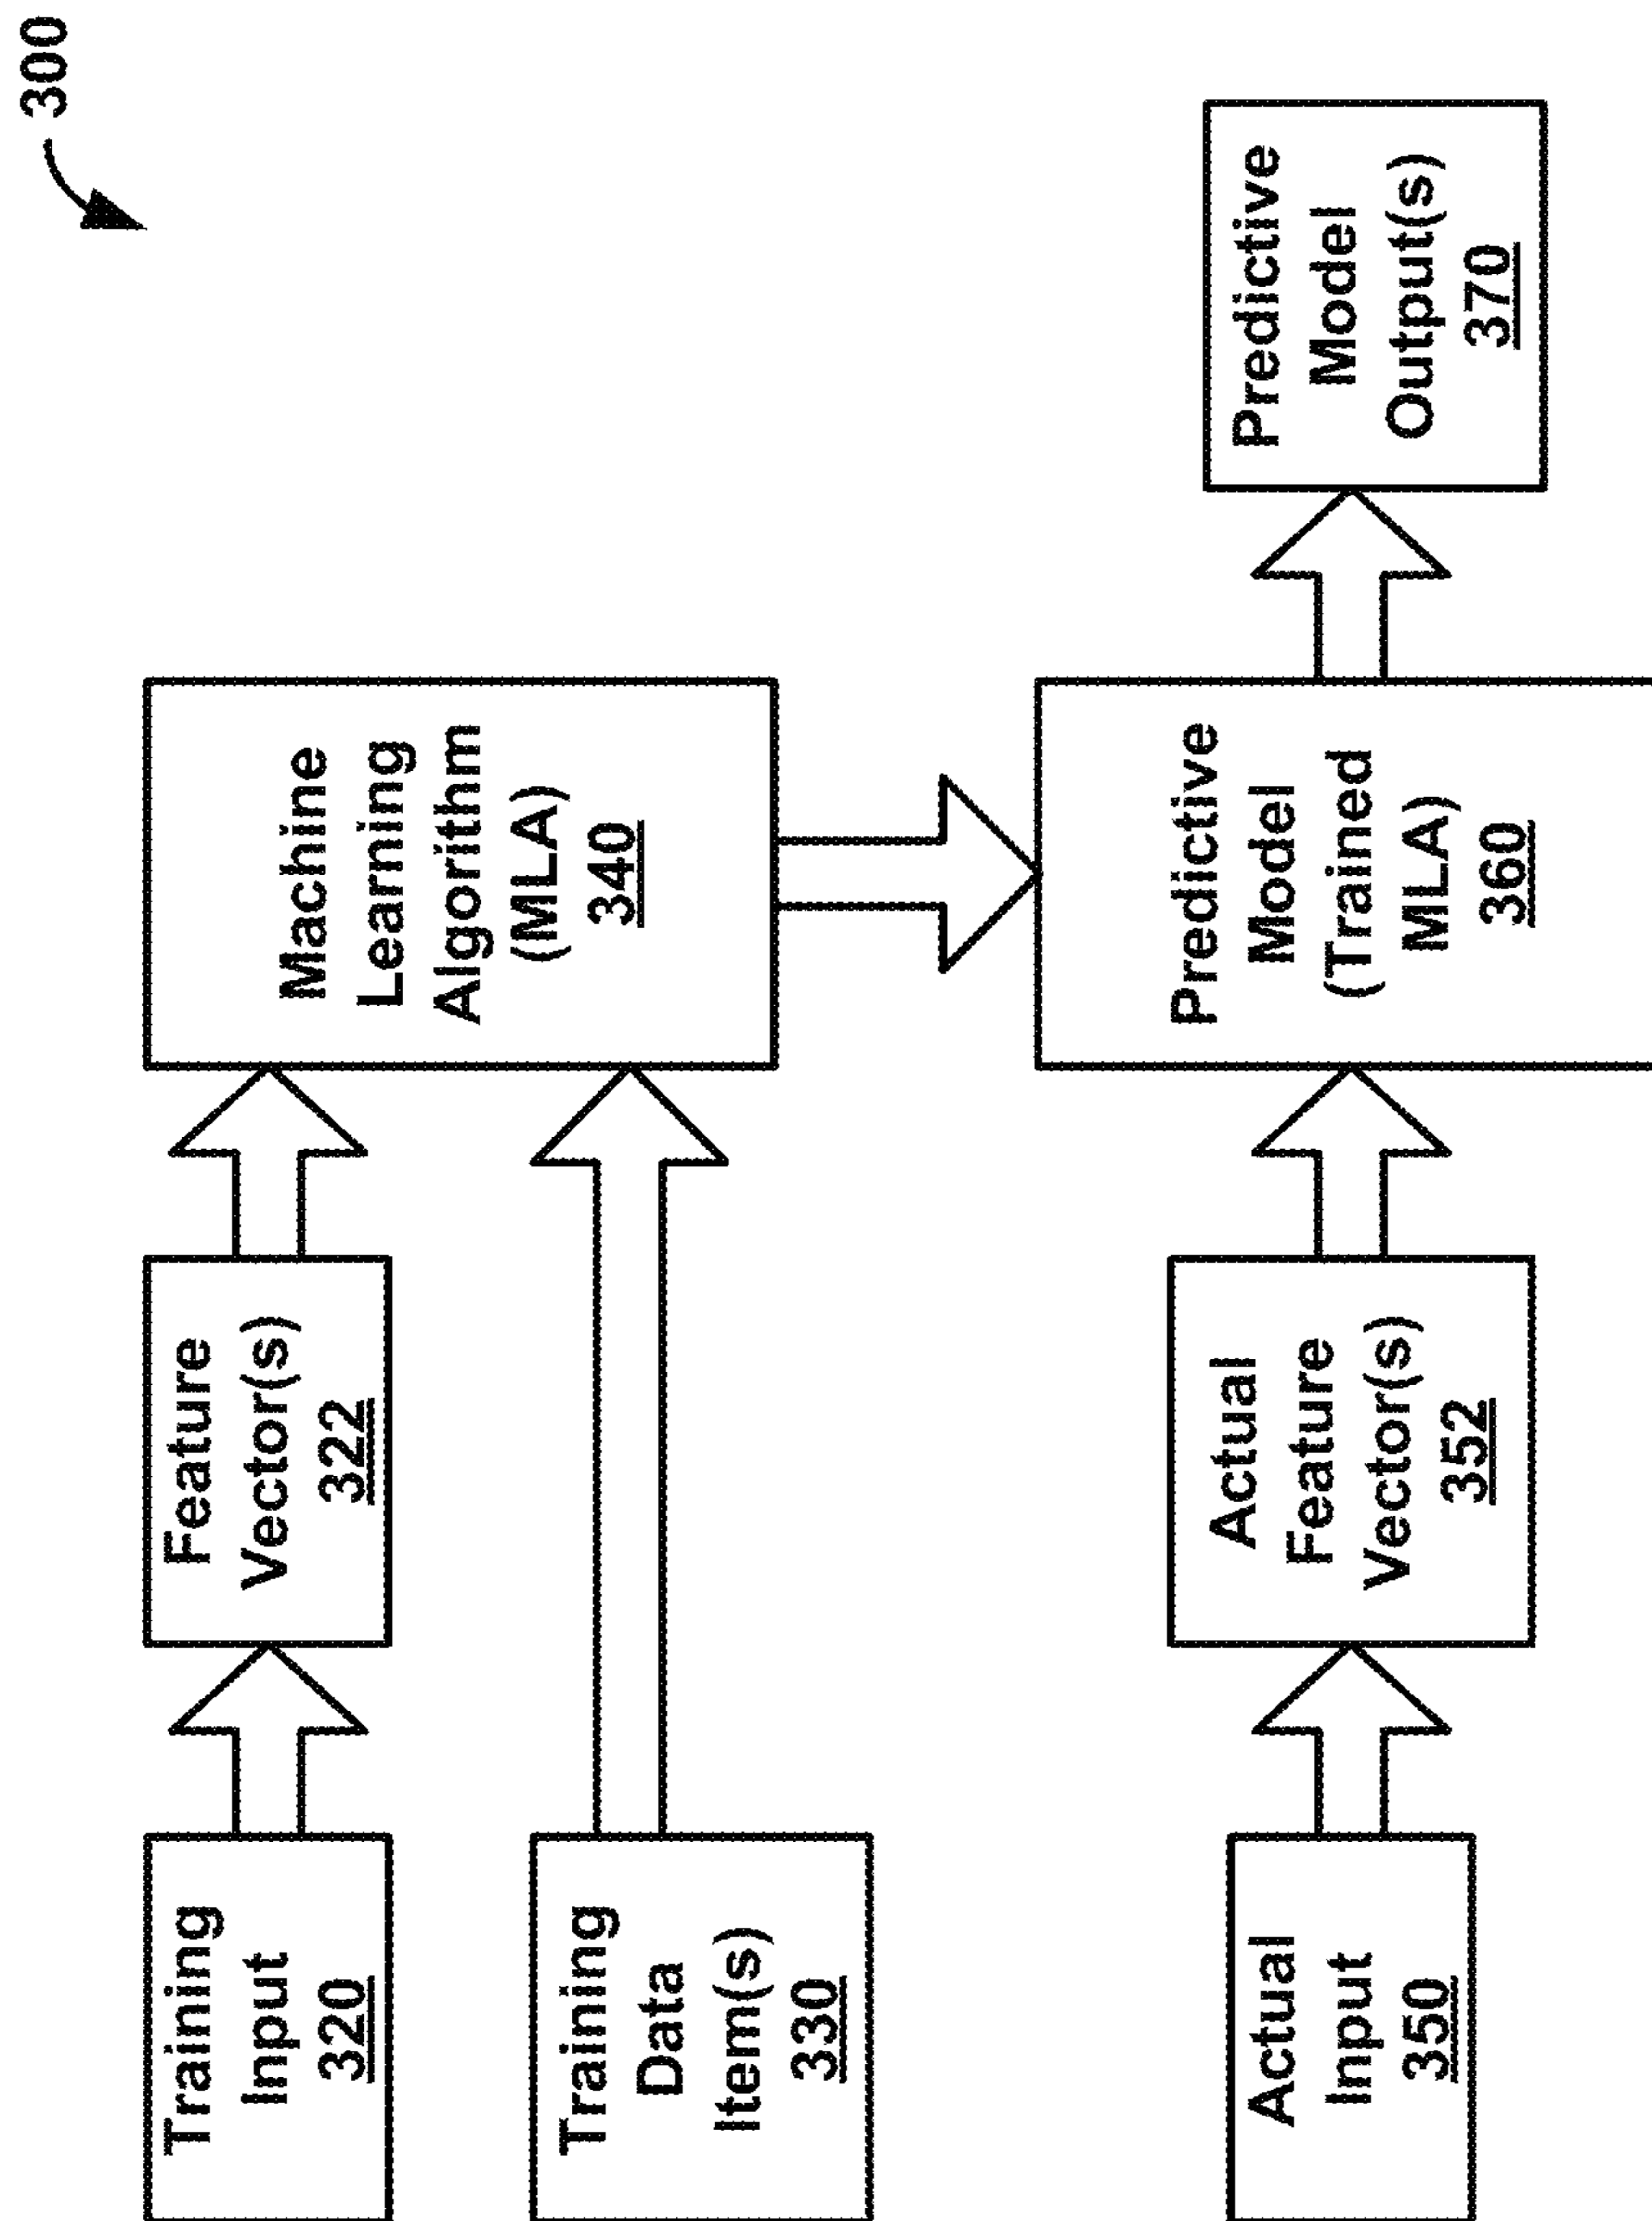 300
Training
Input
320
Feature
Vector(s)
322
Machine
Learning
Algorithm
(MLA)
340
Training
Data
Item(s)
330
Actual
Input
350
Actual
Feature
Vector(s)
352
Predictive
Model
(Trained
MLA)
360
Predictive
Model
Output(s)
370